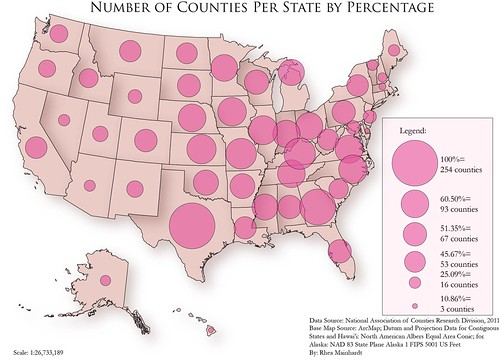 Number of Counties Per State by Percentage
Legend:
100%=
254 counties
60.50%=
93 counties
51.35%=
67 counties
45.67%=
53 counties
25.09%=
16 counties
10.86%=
3 counties
Data Source: National Association of Counties Research Division, 2011
Base Map Source: ArcMap; Datum and Projection Data for Contiguous
States and Hawai'i: North American Albers Equal Area Conic; for
Alaska: NAD 83 State Plane Alaska 1 FIPS 5001 US Feet
By: Rhea Mainhardt
Scale: 1:26,733,189